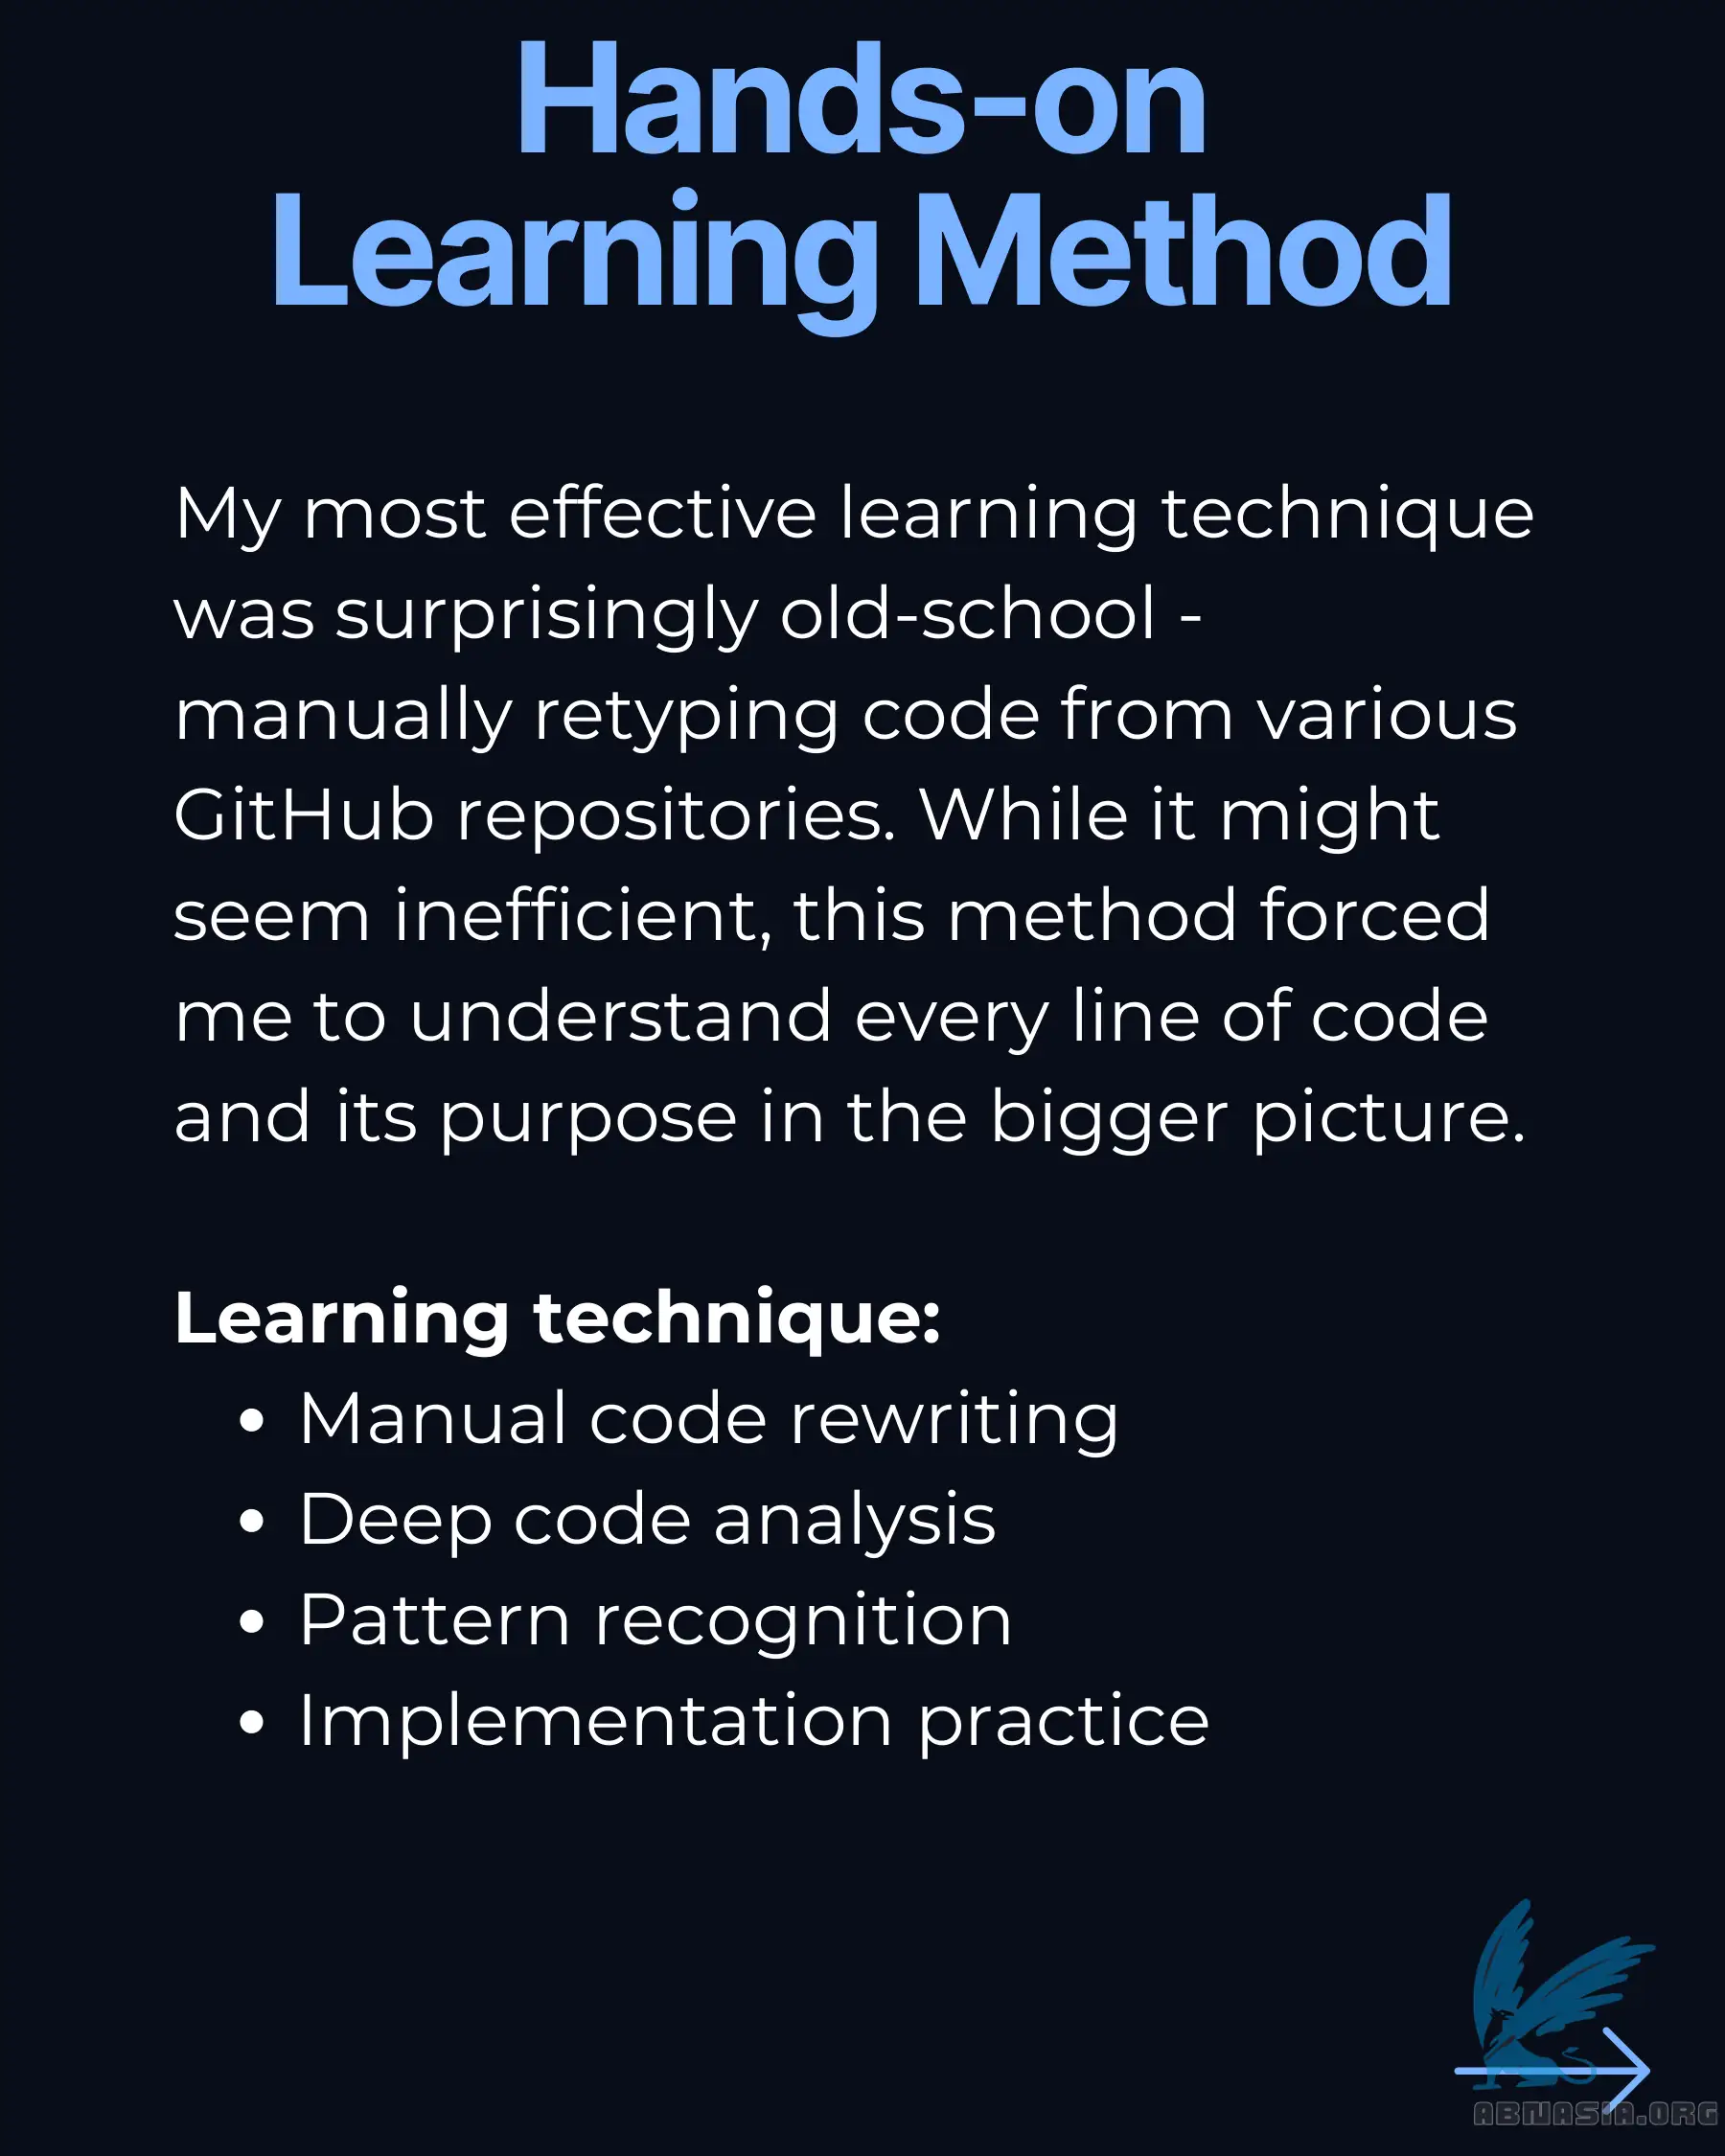 Hands-on
Learning Method
My most effective learning technique
was surprisingly old-school -
manually retyping code from various
GitHub repositories. While it might
seem inefficient, this method forced
me to understand every line of code
and its purpose in the bigger picture.
Learning technique:
• Manual code rewriting
• Deep code analysis
• Pattern recognition
• Implementation practice
ABNASIA.ORG